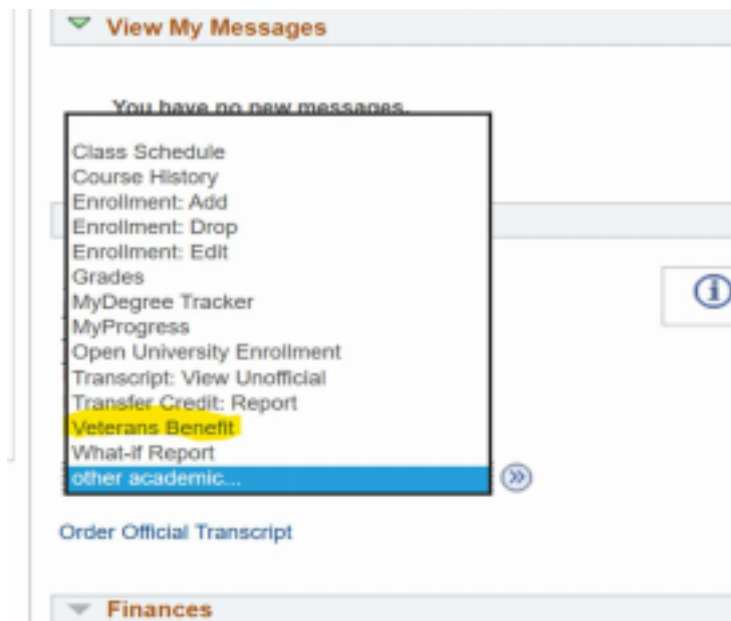 View My Messages
You have no new messages.
Class Schedule
Course History
Enrollment: Add
Enrollment: Drop
Enrollment: Edit
Grades
MyDegree Tracker
MyProgress
Open University Enrollment
Transcript: View Unofficial
Transfer Credit: Report
Veterans Benefit
What-if Report
other academic...
Order Official Transcript
Finances